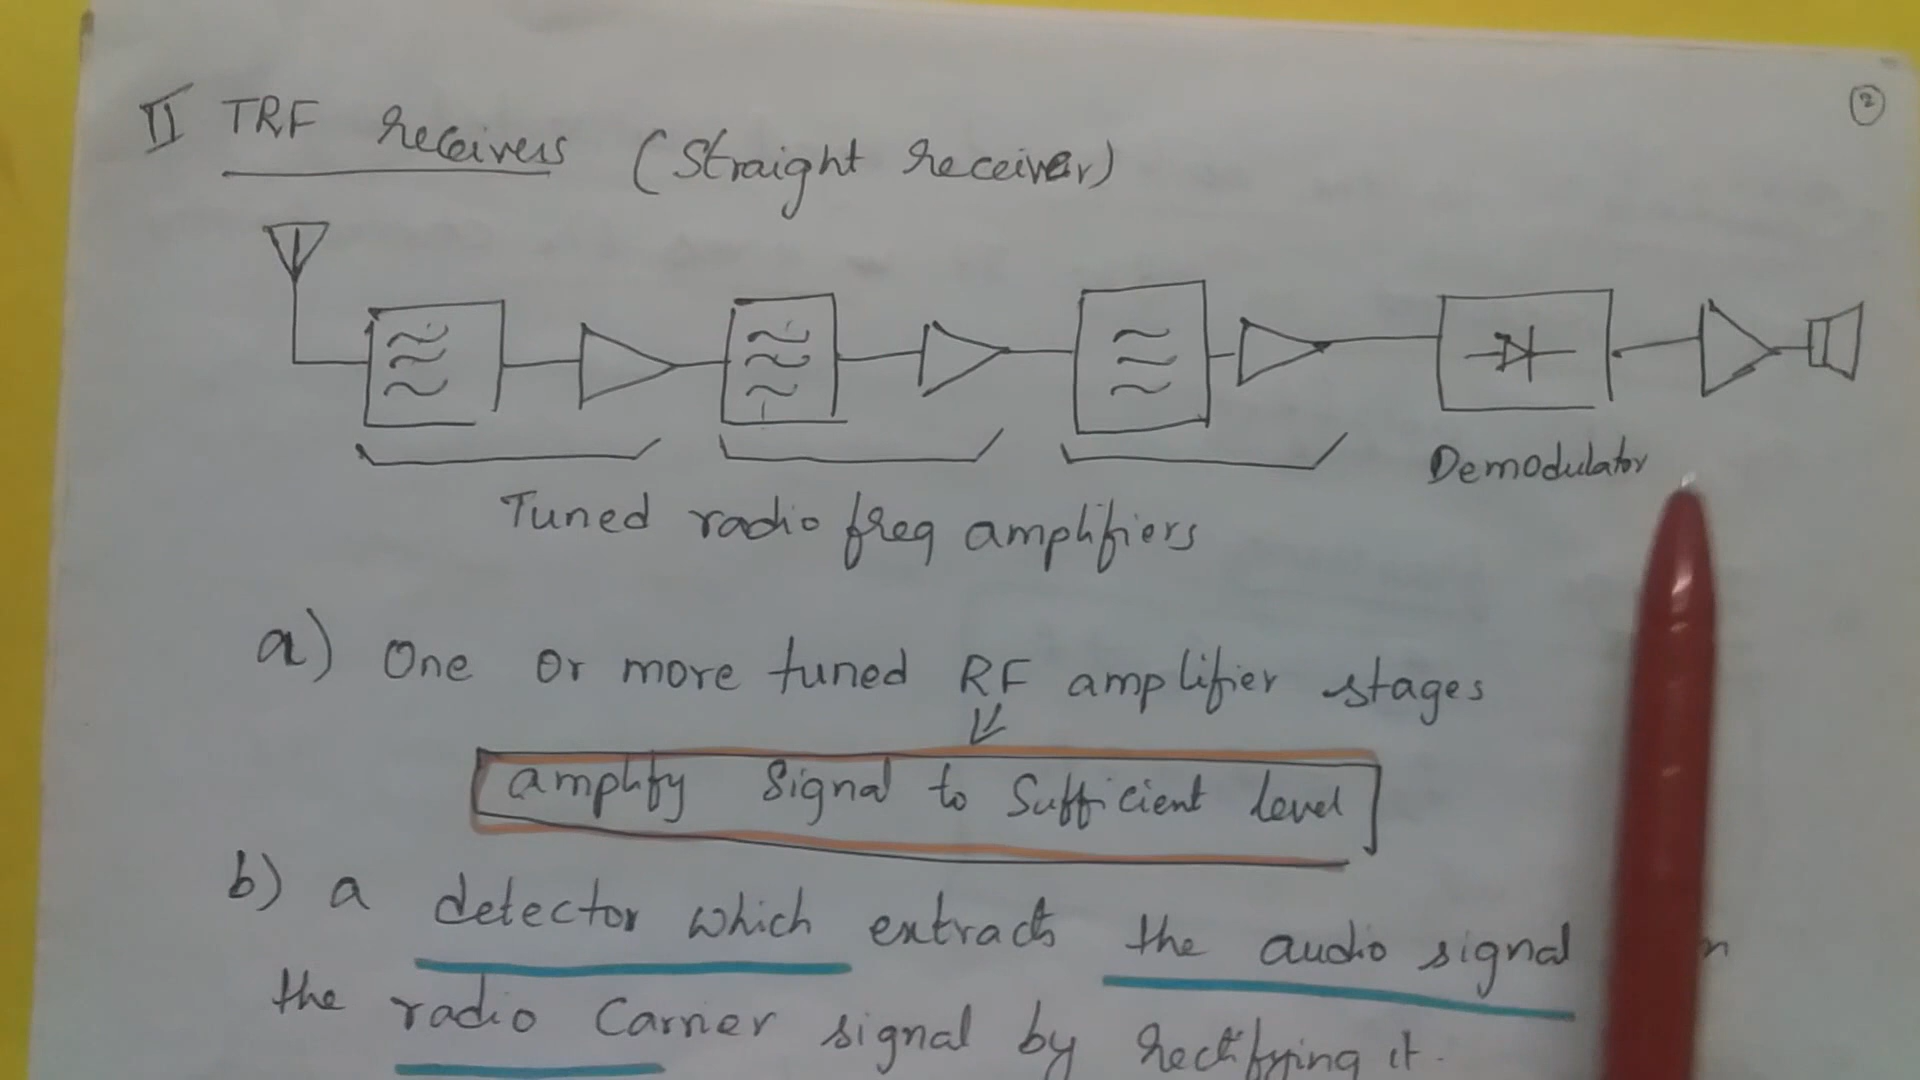 ②
II TRF receivers (Straight receiver)
Demodulator
Tuned radio freq amplifiers
a) One or more tuned RF amplifier stages
amplify Signal to Sufficient level
b) a detector which extracts the audio signal
the radio Carrier signal by rectifying it.